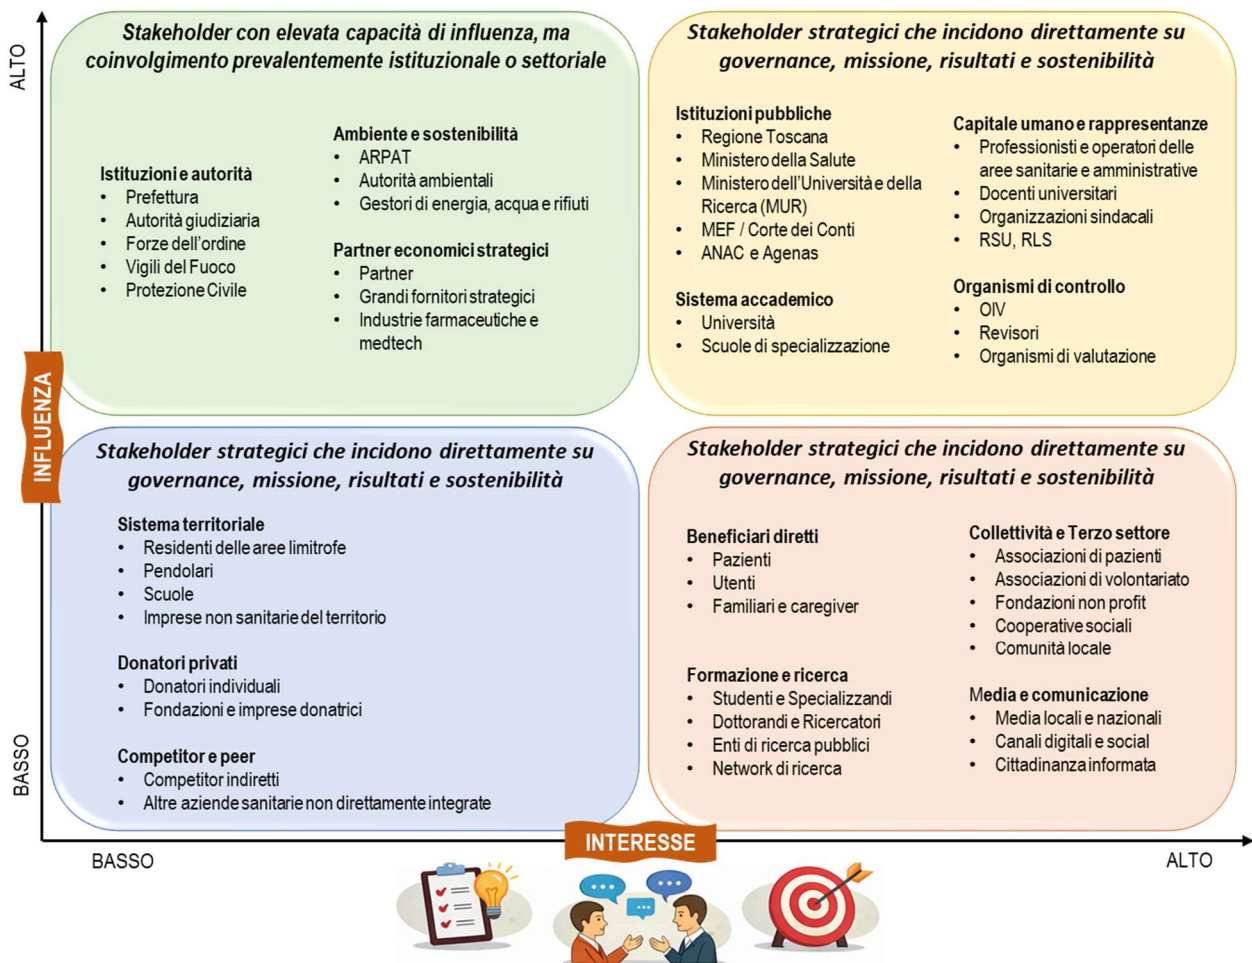 ALTO
Stakeholder con elevata capacità di influenza, ma
coinvolgimento prevalentemente istituzionale o settoriale
Istituzioni e autorità
• Prefettura
• Autorità giudiziaria
• Forze dell'ordine
• Vigili del Fuoco
• Protezione Civile
Ambiente e sostenibilità
• ARPAT
• Autorità ambientali
• Gestori di energia, acqua e rifiuti
Partner economici strategici
• Partner
• Grandi fornitori strategici
• Industrie farmaceutiche e
medtech
Stakeholder strategici che incidono direttamente su
governance, missione, risultati e sostenibilità
Istituzioni pubbliche
• Regione Toscana
• Ministero della Salute
• Ministero dell'Università e della
Ricerca (MUR)
• MEF / Corte dei Conti
• ANAC e Agenas
Sistema accademico
• Università
• Scuole di specializzazione
Capitale umano e rappresentanze
• Professionisti e operatori delle
aree sanitarie e amministrative
• Docenti universitari
• Organizzazioni sindacali
• RSU, RLS
Organismi di controllo
• OIV
• Revisori
• Organismi di valutazione
INFLUENZA
Stakeholder strategici che incidono direttamente su
governance, missione, risultati e sostenibilità
Sistema territoriale
• Residenti delle aree limitrofe
• Pendolari
• Scuole
• Imprese non sanitarie del territorio
Donatori privati
• Donatori individuali
• Fondazioni e imprese donatrici
Competitor e peer
• Competitor indiretti
• Altre aziende sanitarie non direttamente integrate
Stakeholder strategici che incidono direttamente su
governance, missione, risultati e sostenibilità
Beneficiari diretti
• Pazienti
• Utenti
• Familiari e caregiver
Formazione e ricerca
• Studenti e Specializzandi
• Dottorandi e Ricercatori
• Enti di ricerca pubblici
• Network di ricerca
Collettività e Terzo settore
• Associazioni di pazienti
• Associazioni di volontariato
• Fondazioni non profit
• Cooperative sociali
• Comunità locale
Media e comunicazione
• Media locali e nazionali
• Canali digitali e social
• Cittadinanza informata
BASSO
BASSO
INTERESSE
ALTO